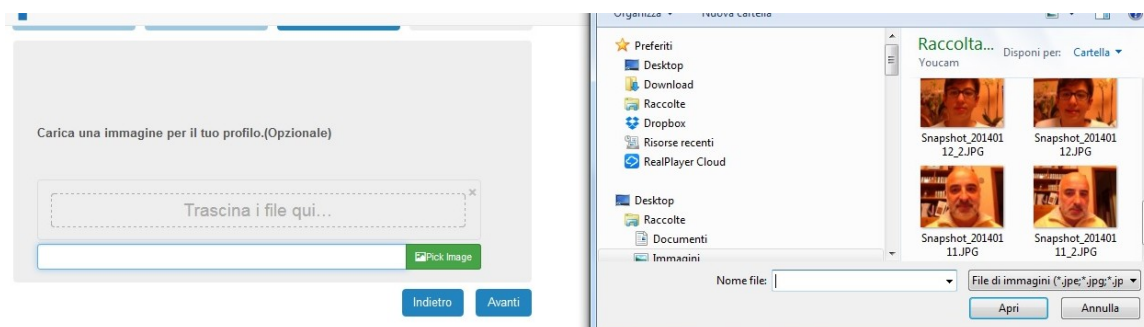 Carica una immagine per il tuo profilo.(Opzionale)
Trascina i file qui...
×
Pick Image
Indietro
Avanti
Organizza
Nuova cartella
Preferiti
Desktop
Download
Raccolte
Dropbox
Risorse recenti
RealPlayer Cloud
Desktop
Raccolte
Documenti
Immagini
Raccolta...
Youcam
Disponi per:
Cartella
Snapshot_201401
12_2.JPG
Snapshot_201401
12.JPG
Snapshot_201401
11.JPG
Snapshot_201401
11_2.JPG
Nome file:
File di immagini (*.jpe;*.jpg;*.jp
Apri
Annulla